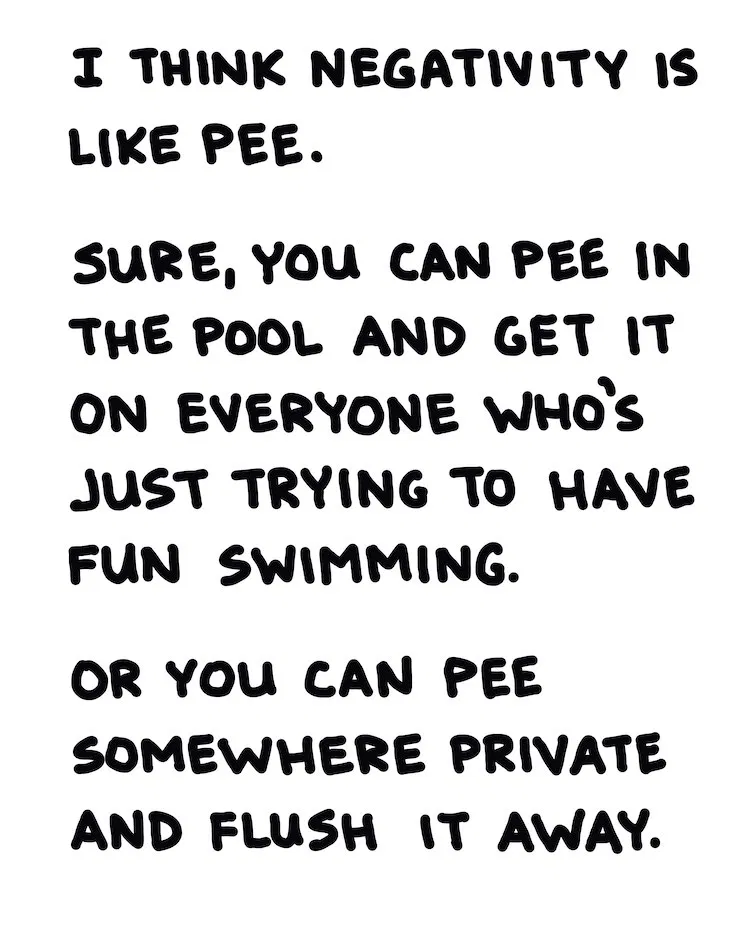 I THINK NEGATIVITY IS
LIKE PEE.
SURE, YOU CAN PEE IN
THE POOL AND GET IT
ON EVERYONE WHO'S
JUST TRYING TO HAVE
FUN SWIMMING.
OR YOU CAN PEE
SOMEWHERE PRIVATE
AND FLUSH IT AWAY.